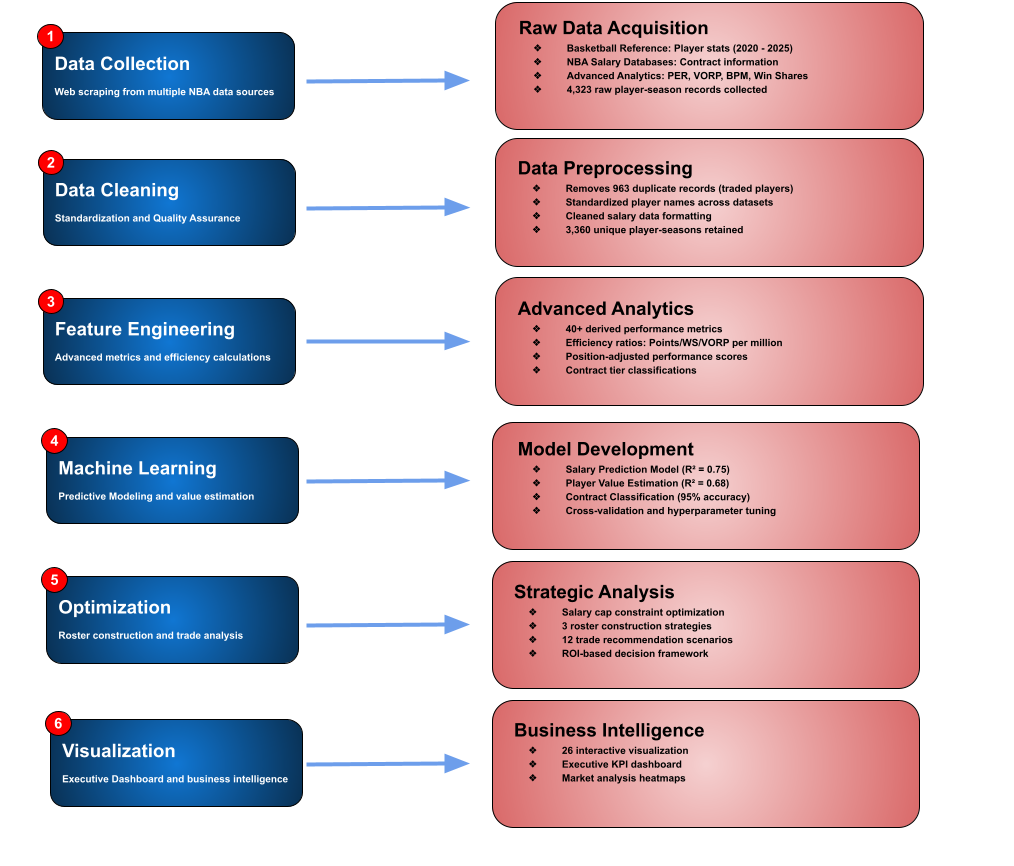 1
Data Collection
Web scraping from multiple NBA data sources
Raw Data Acquisition
❖ Basketball Reference: Player stats (2020 - 2025)
❖ NBA Salary Databases: Contract information
❖ Advanced Analytics: PER, VORP, BPM, Win Shares
❖ 4,323 raw player-season records collected
2
Data Cleaning
Standardization and Quality Assurance
Data Preprocessing
❖ Removes 963 duplicate records (traded players)
❖ Standardized player names across datasets
❖ Cleaned salary data formatting
❖ 3,360 unique player-seasons retained
3
Feature Engineering
Advanced metrics and efficiency calculations
Advanced Analytics
❖ 40+ derived performance metrics
❖ Efficiency ratios: Points/WS/VORP per million
❖ Position-adjusted performance scores
❖ Contract tier classifications
4
Machine Learning
Predictive Modeling and value estimation
Model Development
❖ Salary Prediction Model (R² = 0.75)
❖ Player Value Estimation (R² = 0.68)
❖ Contract Classification (95% accuracy)
❖ Cross-validation and hyperparameter tuning
5
Optimization
Roster construction and trade analysis
Strategic Analysis
❖ Salary cap constraint optimization
❖ 3 roster construction strategies
❖ 12 trade recommendation scenarios
❖ ROI-based decision framework
6
Visualization
Executive Dashboard and business intelligence
Business Intelligence
❖ 26 interactive visualization
❖ Executive KPI dashboard
❖ Market analysis heatmaps